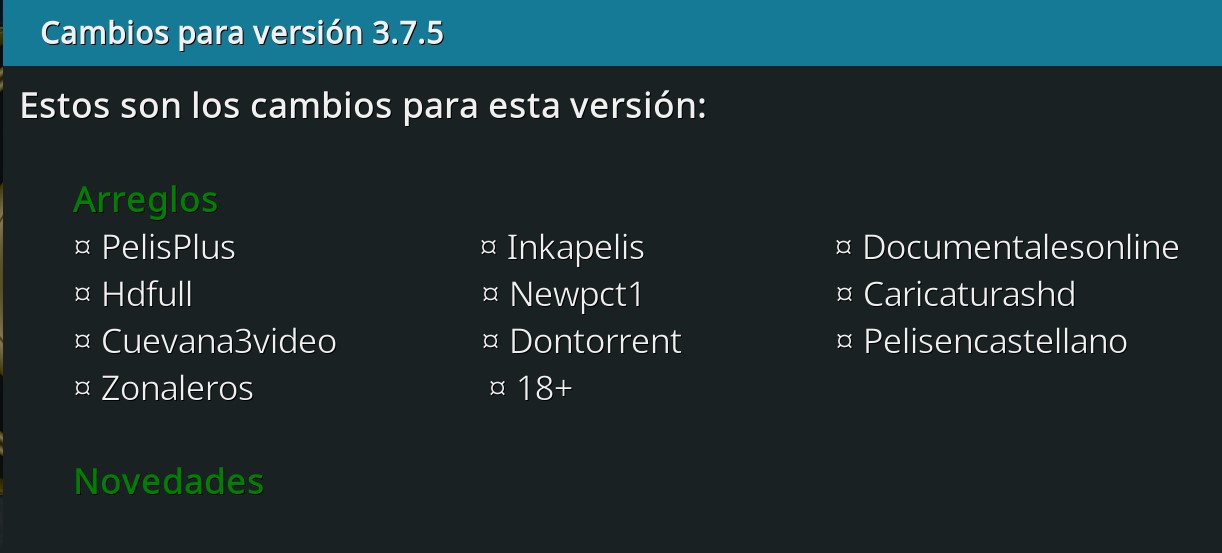 Cambios para versión 3.7.5
Estos son los cambios para esta versión:
Arreglos
¤ PelisPlus ¤ Inkapelis ¤ Documentalesonline
¤ Hdfull ¤ Newpct1 ¤ Caricaturashd
¤ Cuevana3video ¤ Dontorrent ¤ Pelisencastellano
¤ Zonaleros ¤ 18+
Novedades